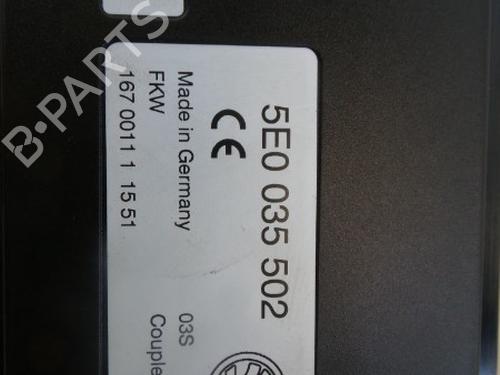 5E0 035 502
CE
03S
Made in Germany
FKW
Couple
167 0011 1 15 51
B-PARTS